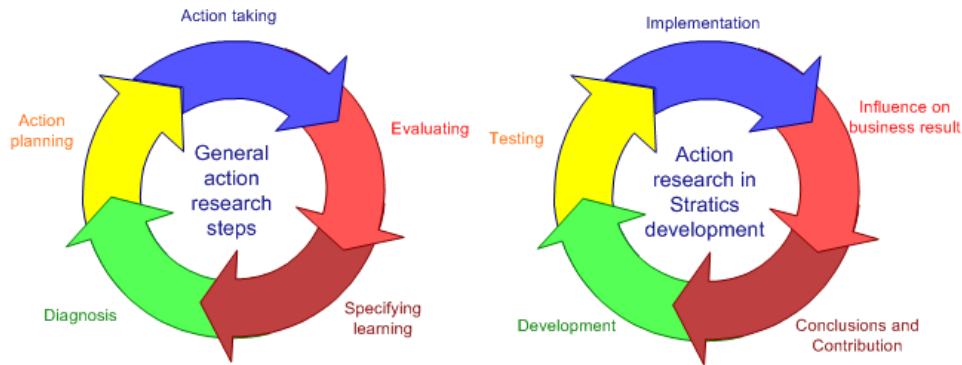 Action taking
Action
planning
Evaluating
General
action
research
steps
Diagnosis
Specifying
learning
Implementation
Testing
Influence on
business result
Action
research in
Stratics
development
Development
Conclusions and
Contribution